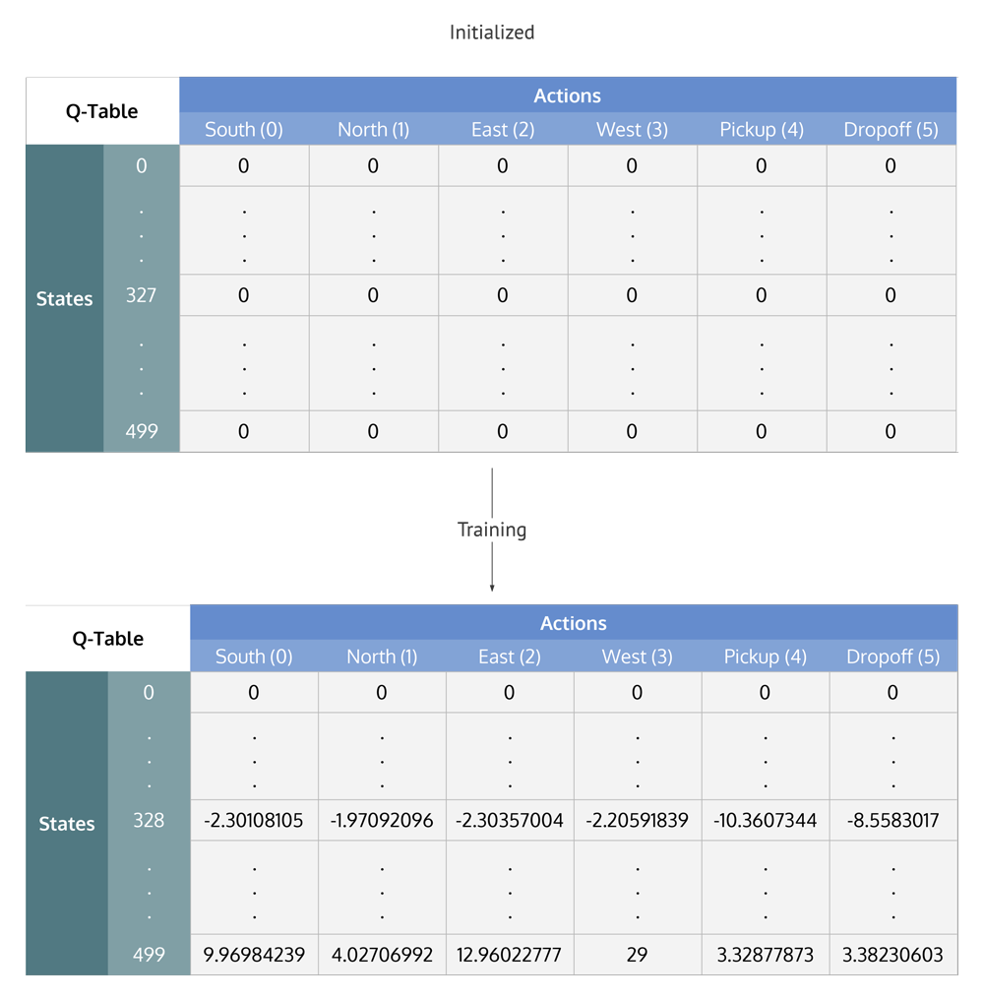 Initialized
Q-Table
Actions
South (0) North (1) East (2) West (3) Pickup (4) Dropoff (5)
0 0 0 0 0 0 0
. . . . . . .
. . . . . . .
. . . . . . .
States 327 0 0 0 0 0 0
. . . . . . .
. . . . . . .
. . . . . . .
499 0 0 0 0 0 0
Training
Q-Table
Actions
South (0) North (1) East (2) West (3) Pickup (4) Dropoff (5)
0 0 0 0 0 0 0
. . . . . . .
. . . . . . .
. . . . . . .
States 328 -2.30108105 -1.97092096 -2.30357004 -2.20591839 -10.3607344 -8.5583017
. . . . . . .
. . . . . . .
. . . . . . .
499 9.96984239 4.02706992 12.96022777 29 3.32877873 3.38230603